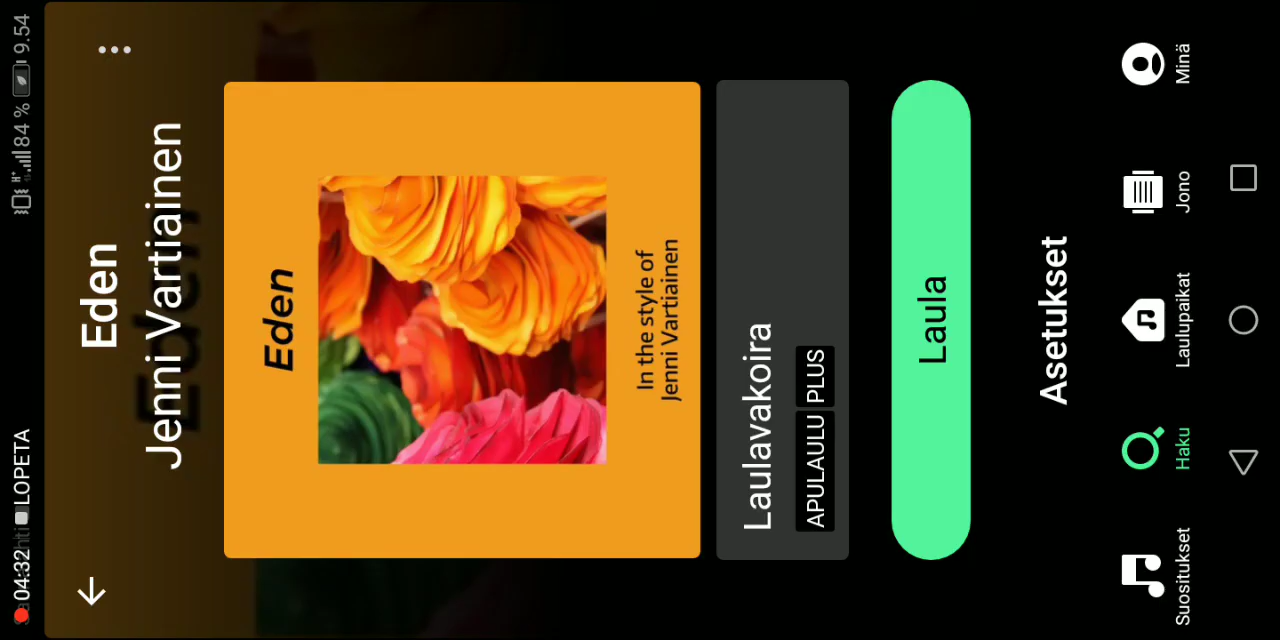 04:32 LOPETA
84 % 9.54
Eden
Jenni Vartiainen
Eden
Eden
In the style of
Jenni Vartiainen
Laulavakoira
APULAULU PLUS
Laula
Asetukset
Suositukset
Haku
Laulupaikat
Jono
Minä